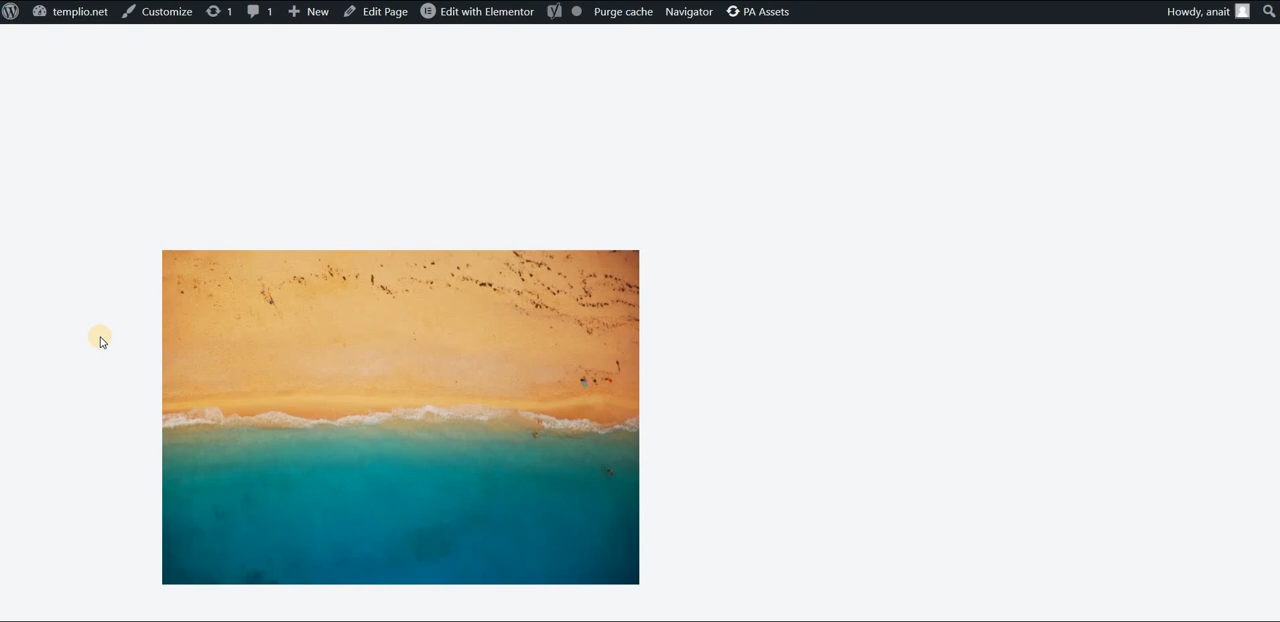 templio.net Customize 1 1 New Edit Page Edit with Elementor Purge cache Navigator PA Assets Howdy, anait